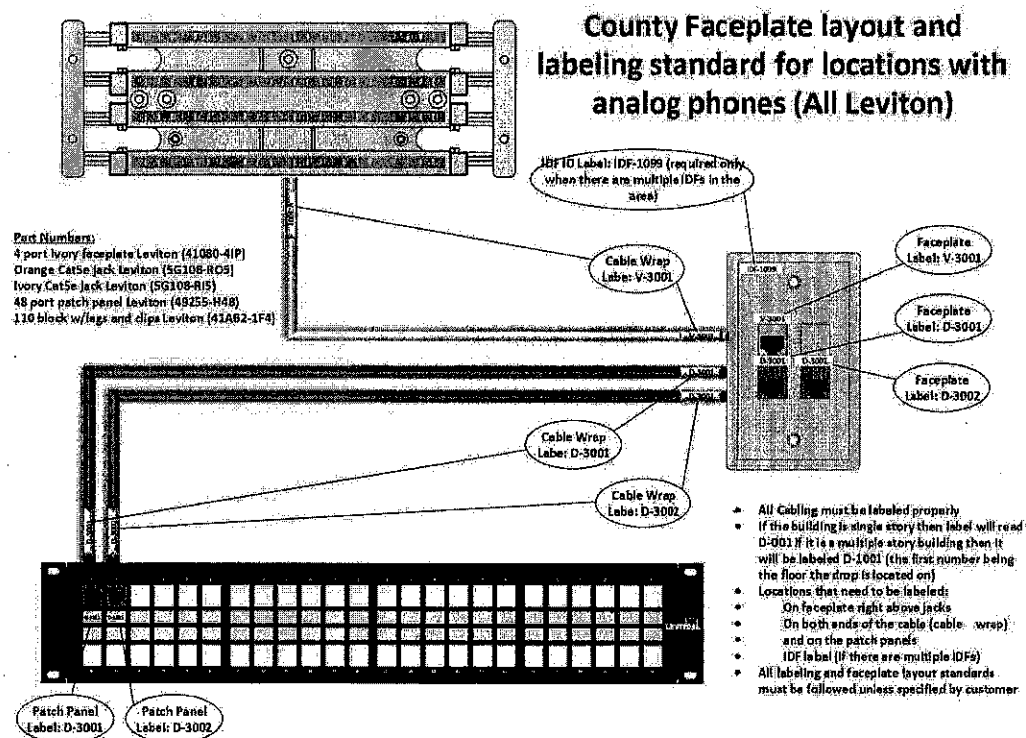 County Faceplate layout and
labeling standard for locations with
analog phones (All Leviton)
IDF ID Label: IDF-1099 (required only
when there are multiple IDFs in the
area)
Part Numbers:
4 port Ivory faceplate Leviton (41080-4IP)
Orange Cat5e Jack Leviton (5G108-RO5)
Ivory Cat5e Jack Leviton (5G108-RI5)
48 port patch panel Leviton (49255-H48)
110 block w/legs and clips Leviton (41AB2-1F4)
Cable Wrap
Label: V-3001
Faceplate
Label: V-3001
IDF-1099
V-3001
Faceplate
Label: D-3001
D-3001
D-3001
Faceplate
Label: D-3002
Cable Wrap
Label: D-3001
Cable Wrap
Label: D-3002
All Cabling must be labeled properly
If the building is single story then label will read
D-001 if it is a multiple story building then it
will be labeled D-1001 (the first number being
the floor the drop is located on)
Locations that need to be labeled:
On faceplate right above jacks
On both ends of the cable (cable wrap)
and on the patch panels
IDF label (if there are multiple IDFs)
All labeling and faceplate layout standards
must be followed unless specified by customer
LEVITON
Patch Panel
Label: D-3001
Patch Panel
Label: D-3002